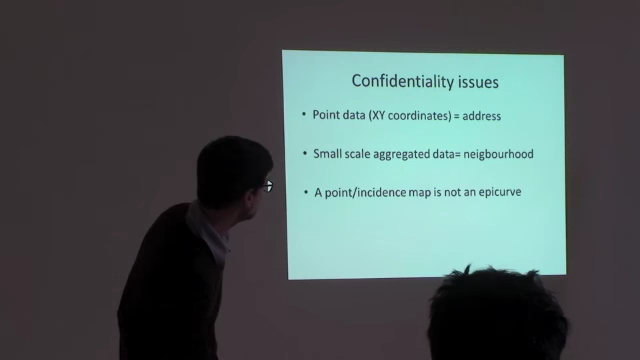 Confidentiality issues
• Point data (XY coordinates) = address
• Small scale aggregated data= neigbourhood
• A point/incidence map is not an epicurve